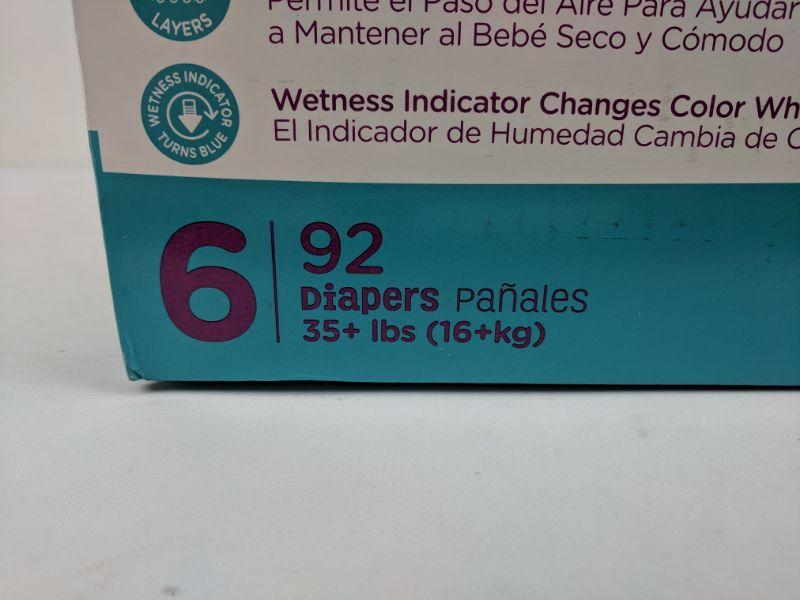 LAYERS
Permite el Paso del Aire Para Ayudar
a Mantener al Bebé Seco y Cómodo
WETNESS INDICATOR
TURNS BLUE
Wetness Indicator Changes Color Wh
El Indicador de Humedad Cambia de C
6
92
Diapers Pañales
35+ lbs (16+kg)